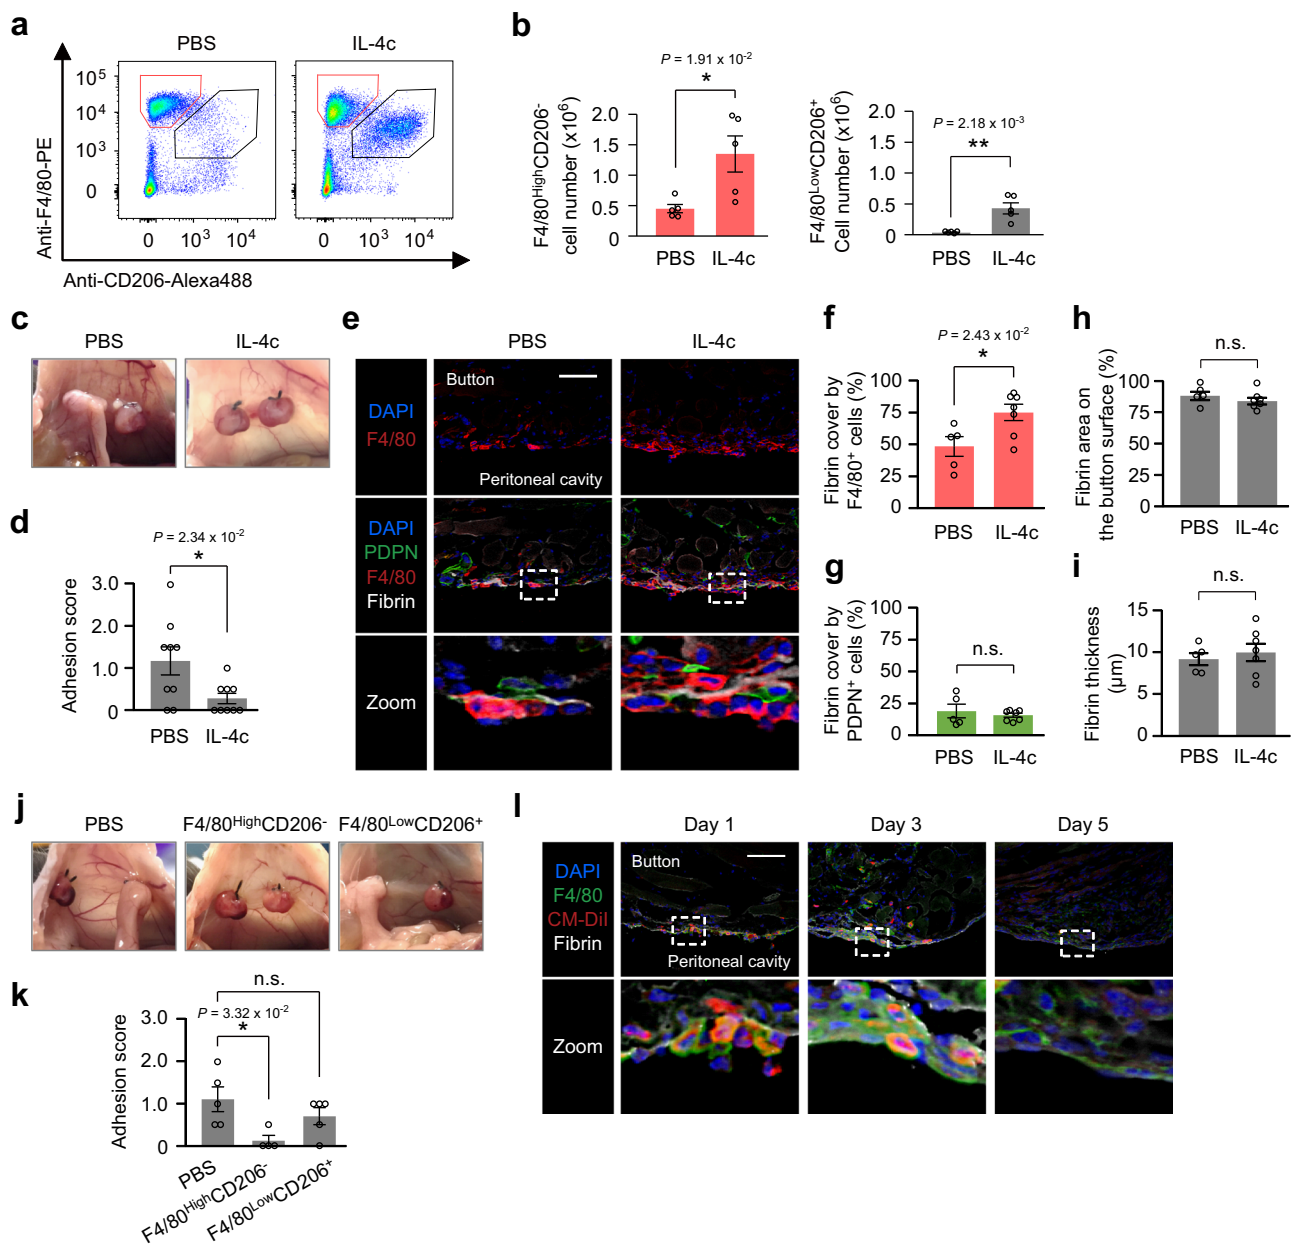 a
PBS
IL-4c
10⁵
10⁴
10³
0
Anti-F4/80-PE
0 10³ 10⁴
0 10³ 10⁴
Anti-CD206-Alexa488
b
P = 1.91 x 10⁻²
*
2.0
1.5
1.0
0.5
0
F4/80ᴴⁱᵍʰCD206⁻
cell number (x10⁶)
PBS IL-4c
P = 2.18 x 10⁻³
**
2.0
1.5
1.0
0.5
0
F4/80ᴸᵒʷCD206⁺
Cell number (x10⁶)
PBS IL-4c
c
PBS
IL-4c
d
P = 2.34 x 10⁻²
*
3.0
2.0
1.0
0
Adhesion score
PBS IL-4c
e
PBS
IL-4c
DAPI
F4/80
Button
Peritoneal cavity
DAPI
PDPN
F4/80
Fibrin
Zoom
f
P = 2.43 x 10⁻²
*
100
75
50
25
0
Fibrin cover by
F4/80⁺ cells (%)
PBS IL-4c
g
n.s.
100
75
50
25
0
Fibrin cover by
PDPN⁺ cells (%)
PBS IL-4c
h
n.s.
100
75
50
25
0
Fibrin area on
the button surface (%)
PBS IL-4c
i
n.s.
15
10
5
0
Fibrin thickness
(μm)
PBS IL-4c
j
PBS
F4/80ᴴⁱᵍʰCD206⁻
F4/80ᴸᵒʷCD206⁺
k
n.s.
P = 3.32 x 10⁻²
*
3.0
2.0
1.0
0
Adhesion score
PBS
F4/80ᴴⁱᵍʰCD206⁻
F4/80ᴸᵒʷCD206⁺
l
Day 1
Day 3
Day 5
DAPI
F4/80
CM-DiI
Fibrin
Button
Peritoneal cavity
Zoom